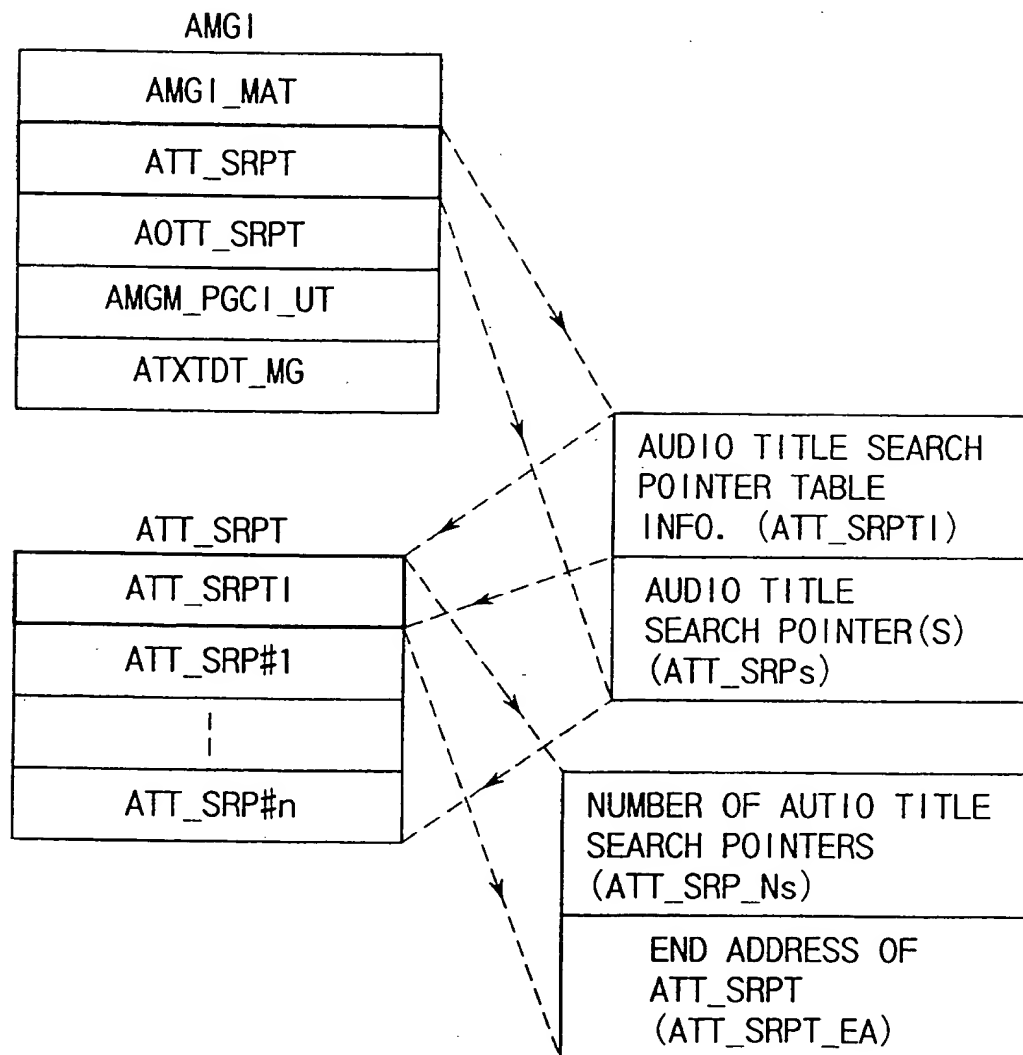 AMGI
AMGI_MAT
ATT_SRPT
AOTT_SRPT
AMGM_PGCI_UT
ATXTDT_MG
AUDIO TITLE SEARCH
POINTER TABLE
INFO. (ATT_SRPTI)
AUDIO TITLE
SEARCH POINTER(S)
(ATT_SRPs)
ATT_SRPT
ATT_SRPTI
ATT_SRP#1
ATT_SRP#n
NUMBER OF AUTIO TITLE
SEARCH POINTERS
(ATT_SRP_Ns)
END ADDRESS OF
ATT_SRPT
(ATT_SRPT_EA)